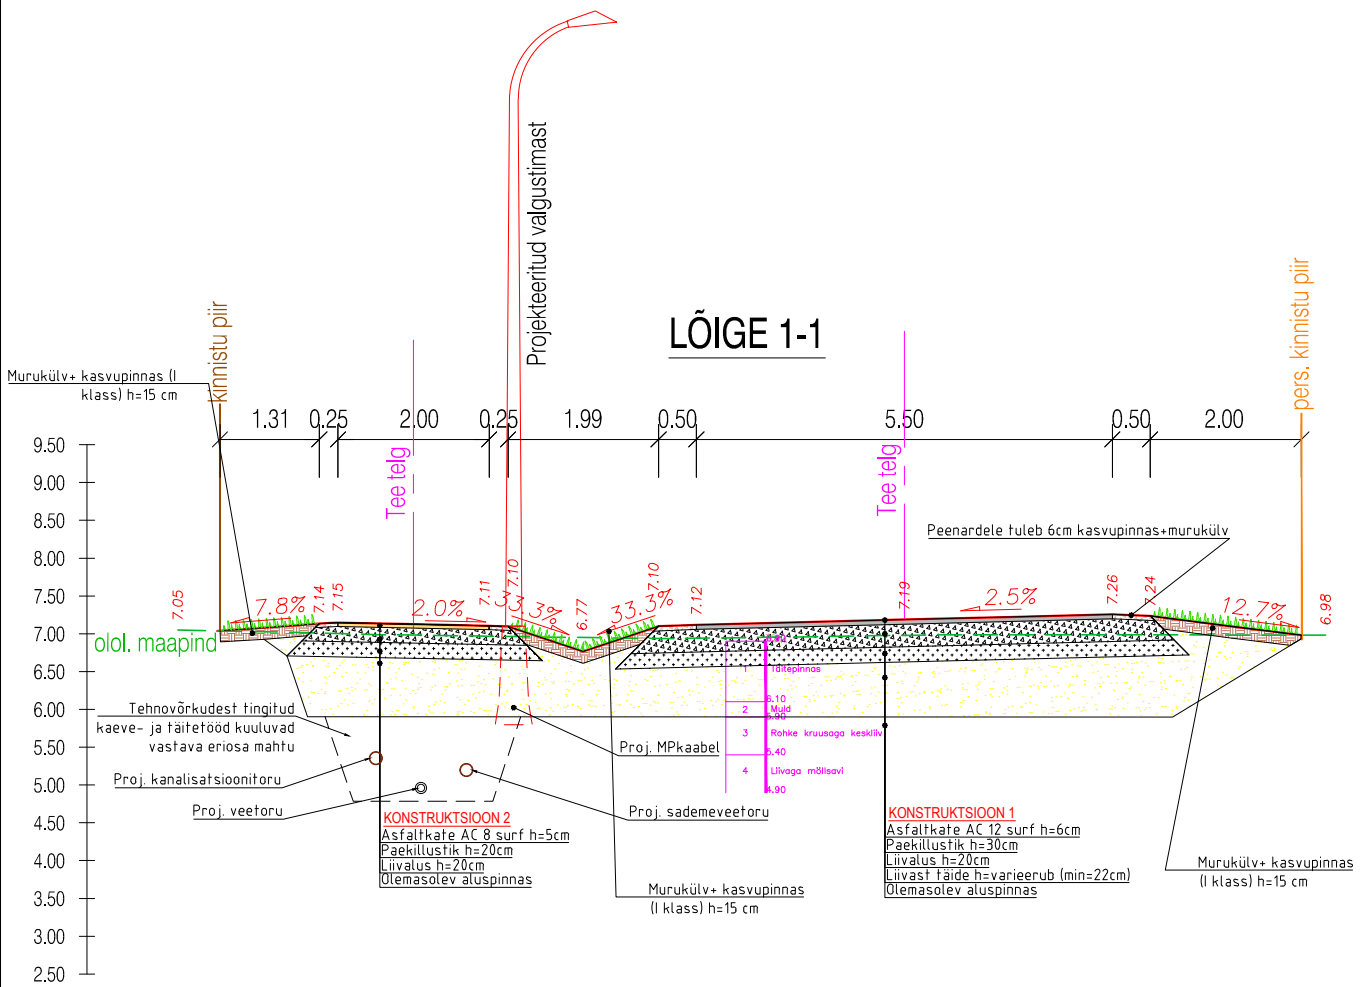 Projekteeritud valgustimast
LÕIGE 1-1
kinnistu piir
pers. kinnistu piir
Murukülv+ kasvupinnas (I
klass) h=15 cm
1.31
0.25
2.00
0.25
1.99
0.50
5.50
0.50
2.00
Tee telg
Tee telg
9.50
9.00
8.50
8.00
7.50
7.00
6.50
6.00
5.50
5.00
4.50
4.00
3.50
3.00
2.50
Peenardele tuleb 6cm kasvupinnas+murukülv
7.05
7.8%
7.14
7.15
2.0%
7.11
7.10
33.3%
6.77
33.3%
7.10
7.12
7.19
2.5%
7.26
7.24
12.7%
6.98
olol. maapind
1
Täitepinnas
6.10
2
Muld
5.90
3
Rohke kruusaga keskliiv
5.40
4
Liivaga möllsavi
4.90
Tehnovõrkudest tingitud
kaeve- ja täitetööd kuuluvad
vastava eriosa mahtu
Proj. kanalisatsioonitoru
Proj. veetoru
Proj. MPkaabel
Proj. sademeveetoru
KONSTRUKTSIOON 2
Asfaltkate AC 8 surf h=5cm
Paekillustik h=20cm
Liivalus h=20cm
Olemasolev aluspinnas
Murukülv+ kasvupinnas
(I klass) h=15 cm
KONSTRUKTSIOON 1
Asfaltkate AC 12 surf h=6cm
Paekillustik h=30cm
Liivalus h=20cm
Liivast täide h=varieerub (min=22cm)
Olemasolev aluspinnas
Murukülv+ kasvupinnas
(I klass) h=15 cm